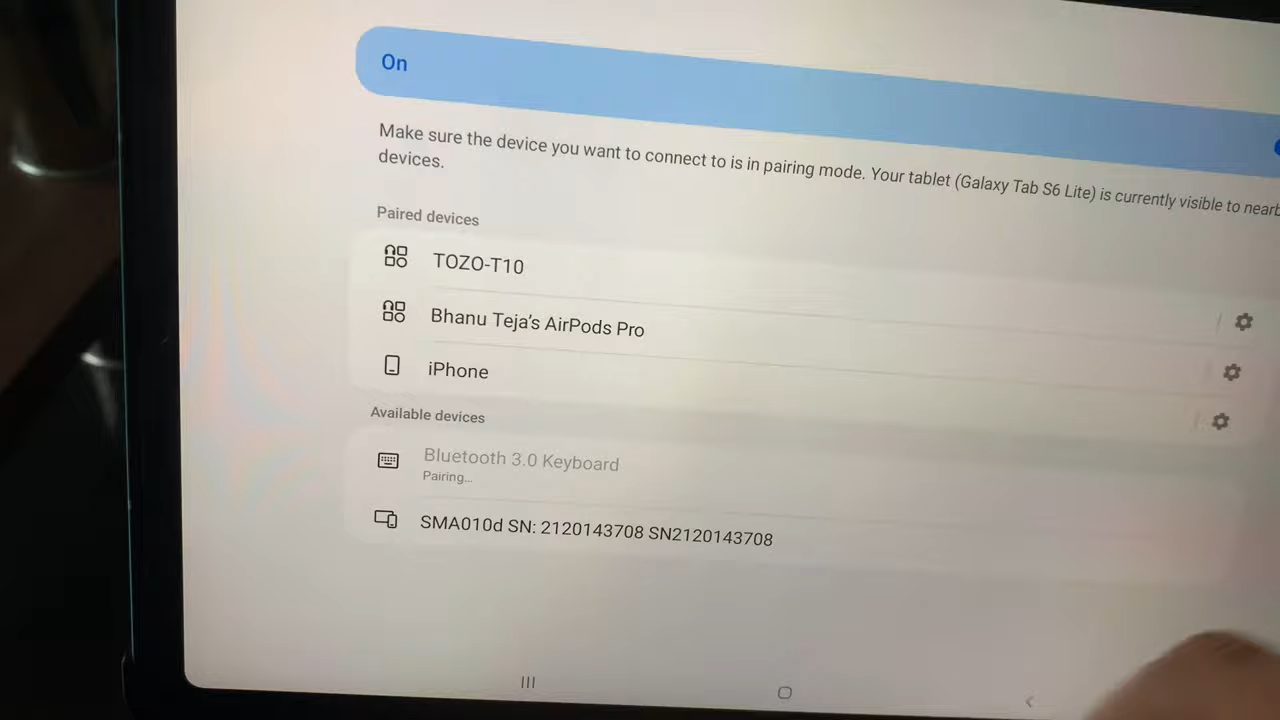 On
Make sure the device you want to connect to is in pairing mode. Your tablet (Galaxy Tab S6 Lite) is currently visible to
devices.
Paired devices
TOZO-T10
Bhanu Teja’s AirPods Pro
iPhone
Available devices
Bluetooth 3.0 Keyboard
Pairing...
SMA010d SN: 2120143708 SN2120143708